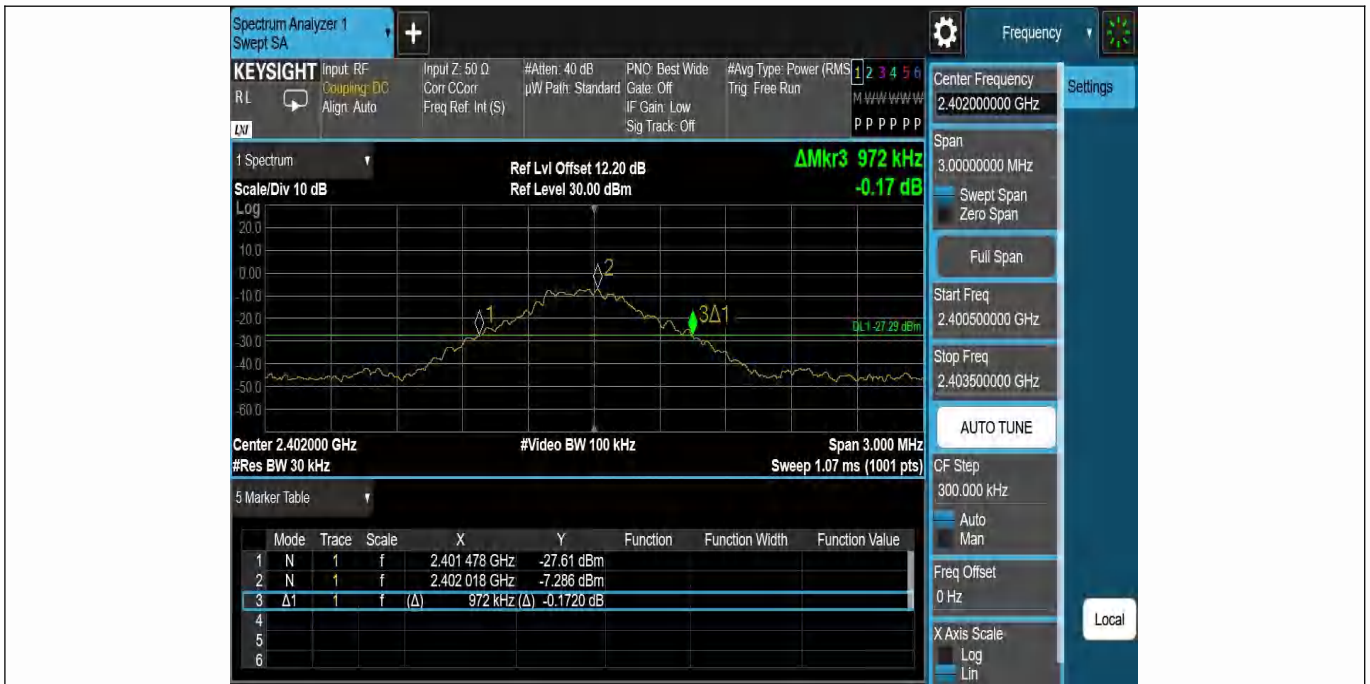 Spectrum Analyzer 1
Swept SA
+
Frequency
KEYSIGHT
RL
LXI
Input: RF
Coupling: DC
Align: Auto
Input Z: 50 Ω
Corr CCorr
Freq Ref: Int (S)
#Atten: 40 dB
µW Path: Standard
PNO: Best Wide
Gate: Off
IF Gain: Low
Sig Track: Off
#Avg Type: Power (RMS
Trig: Free Run
1 2 3 4 5 6
M W W W W W
P P P P P P
1 Spectrum
Scale/Div 10 dB
Ref Lvl Offset 12.20 dB
Ref Level 30.00 dBm
ΔMkr3 972 kHz
-0.17 dB
Log
20.0
10.0
0.00
-10.0
-20.0
-30.0
-40.0
-50.0
-60.0
1
2
3Δ1
DL1 -27.29 dBm
Center 2.402000 GHz
#Video BW 100 kHz
Span 3.000 MHz
#Res BW 30 kHz
Sweep 1.07 ms (1001 pts)
5 Marker Table
Mode Trace Scale X Y Function Function Width Function Value
1 N 1 f 2.401 478 GHz -27.61 dBm
2 N 1 f 2.402 018 GHz -7.286 dBm
3 Δ1 1 f (Δ) 972 kHz (Δ) -0.1720 dB
4
5
6
Center Frequency
2.402000000 GHz
Settings
Span
3.00000000 MHz
Swept Span
Zero Span
Full Span
Start Freq
2.400500000 GHz
Stop Freq
2.403500000 GHz
AUTO TUNE
CF Step
300.000 kHz
Auto
Man
Freq Offset
0 Hz
Local
X Axis Scale
Log
Lin